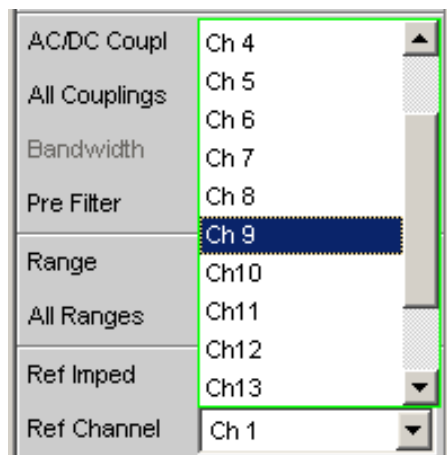 AC/DC Coupl
All Couplings
Bandwidth
Pre Filter
Range
All Ranges
Ref Imped
Ref Channel
Ch 4
Ch 5
Ch 6
Ch 7
Ch 8
Ch 9
Ch10
Ch11
Ch12
Ch13
Ch 1